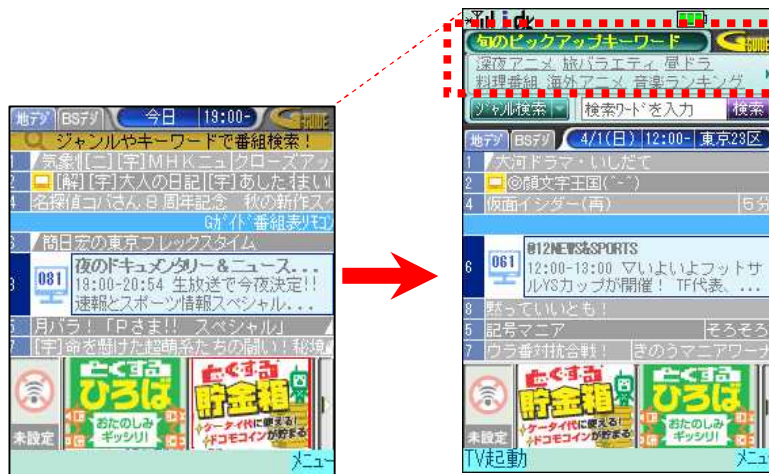 地デジ BSデジ 今日 19:00- GGUIDE
ジャンルやキーワードで番組検索!
1 気象情[二][字]MHKニュ クローズアッ
2 [解][字]大人の日記 [字]あしたま!い
4 名探偵コバさん8周年記念 秋の新作ス
Gガイド番組表リモコ
簡日宏の東京フレックスタイム
081 夜のドキュメンタリー&ニュース...
19:00-20:54 生放送で今夜決定!!
速報とスポーツ情報スペシャル...
5 月バラ!「Pさま!! スペシャル」
7 [字]命を懸けた超萌系たちの闘い!秘境
未設定
とくする
ひろば
おたのしみ
ギッシリ!
とくする
貯金箱
ケータイ代に使える!
ドコモコインが貯まる
メニュー
旬のピックアップキーワード GGUIDE
深夜アニメ 旅バラエティ 昼ドラ
料理番組 海外アニメ 音楽ランキング
ジャンル検索 検索ワードを入力 検索
地デジ BSデジ 4/1(日) 12:00- 東京23区
1 大河ドラマ・いしだて
2 @顔文字王国(^-^)
4 仮面イシダー(再) 5分
6 061 @12NEWS&SPORTS
12:00-13:00 ▽いよいよフットサ
ルYSカップが開催! TF代表、...
8 黙っていいとも!
5 記号マニア そろそろ
7 ウラ番対抗合戦! きのうマニアワーナ
未設定
とくする
貯金箱
ケータイ代に使える!
ドコモコインが貯まる
とくする
ひろば
おたのしみ
ギッシリ!
TV起動 メニュー